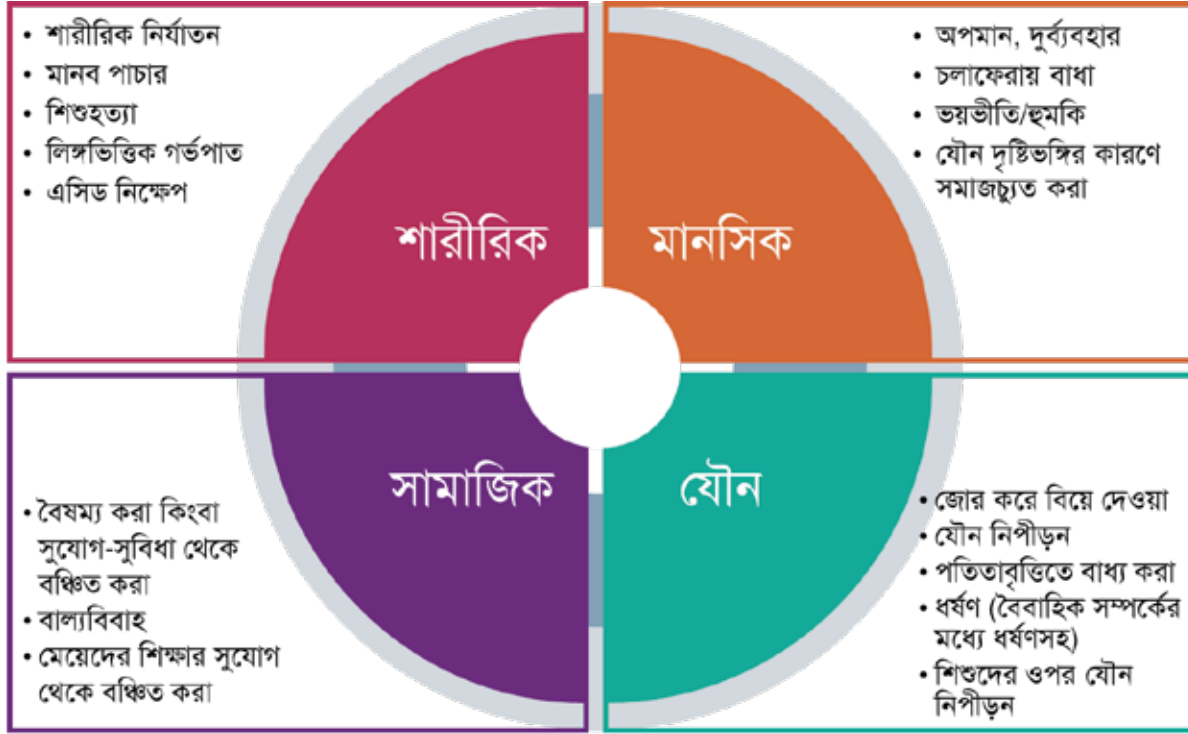 • শারীরিক নির্যাতন
• মানব পাচার
• শিশুহত্যা
• লিঙ্গভিত্তিক গর্ভপাত
• এসিড নিক্ষেপ
শারীরিক
• অপমান, দুর্ব্যবহার
• চলাফেরায় বাধা
• ভয়ভীতি/হুমকি
• যৌন দৃষ্টিভঙ্গির কারণে
সমাজচ্যুত করা
মানসিক
সামাজিক
• বৈষম্য করা কিংবা
সুযোগ-সুবিধা থেকে
বঞ্চিত করা
• বাল্যবিবাহ
• মেয়েদের শিক্ষার সুযোগ
থেকে বঞ্চিত করা
যৌন
• জোর করে বিয়ে দেওয়া
• যৌন নিপীড়ন
• পতিতাবৃত্তিতে বাধ্য করা
• ধর্ষণ (বৈবাহিক সম্পর্কের
মধ্যে ধর্ষণসহ)
• শিশুদের ওপর যৌন
নিপীড়ন